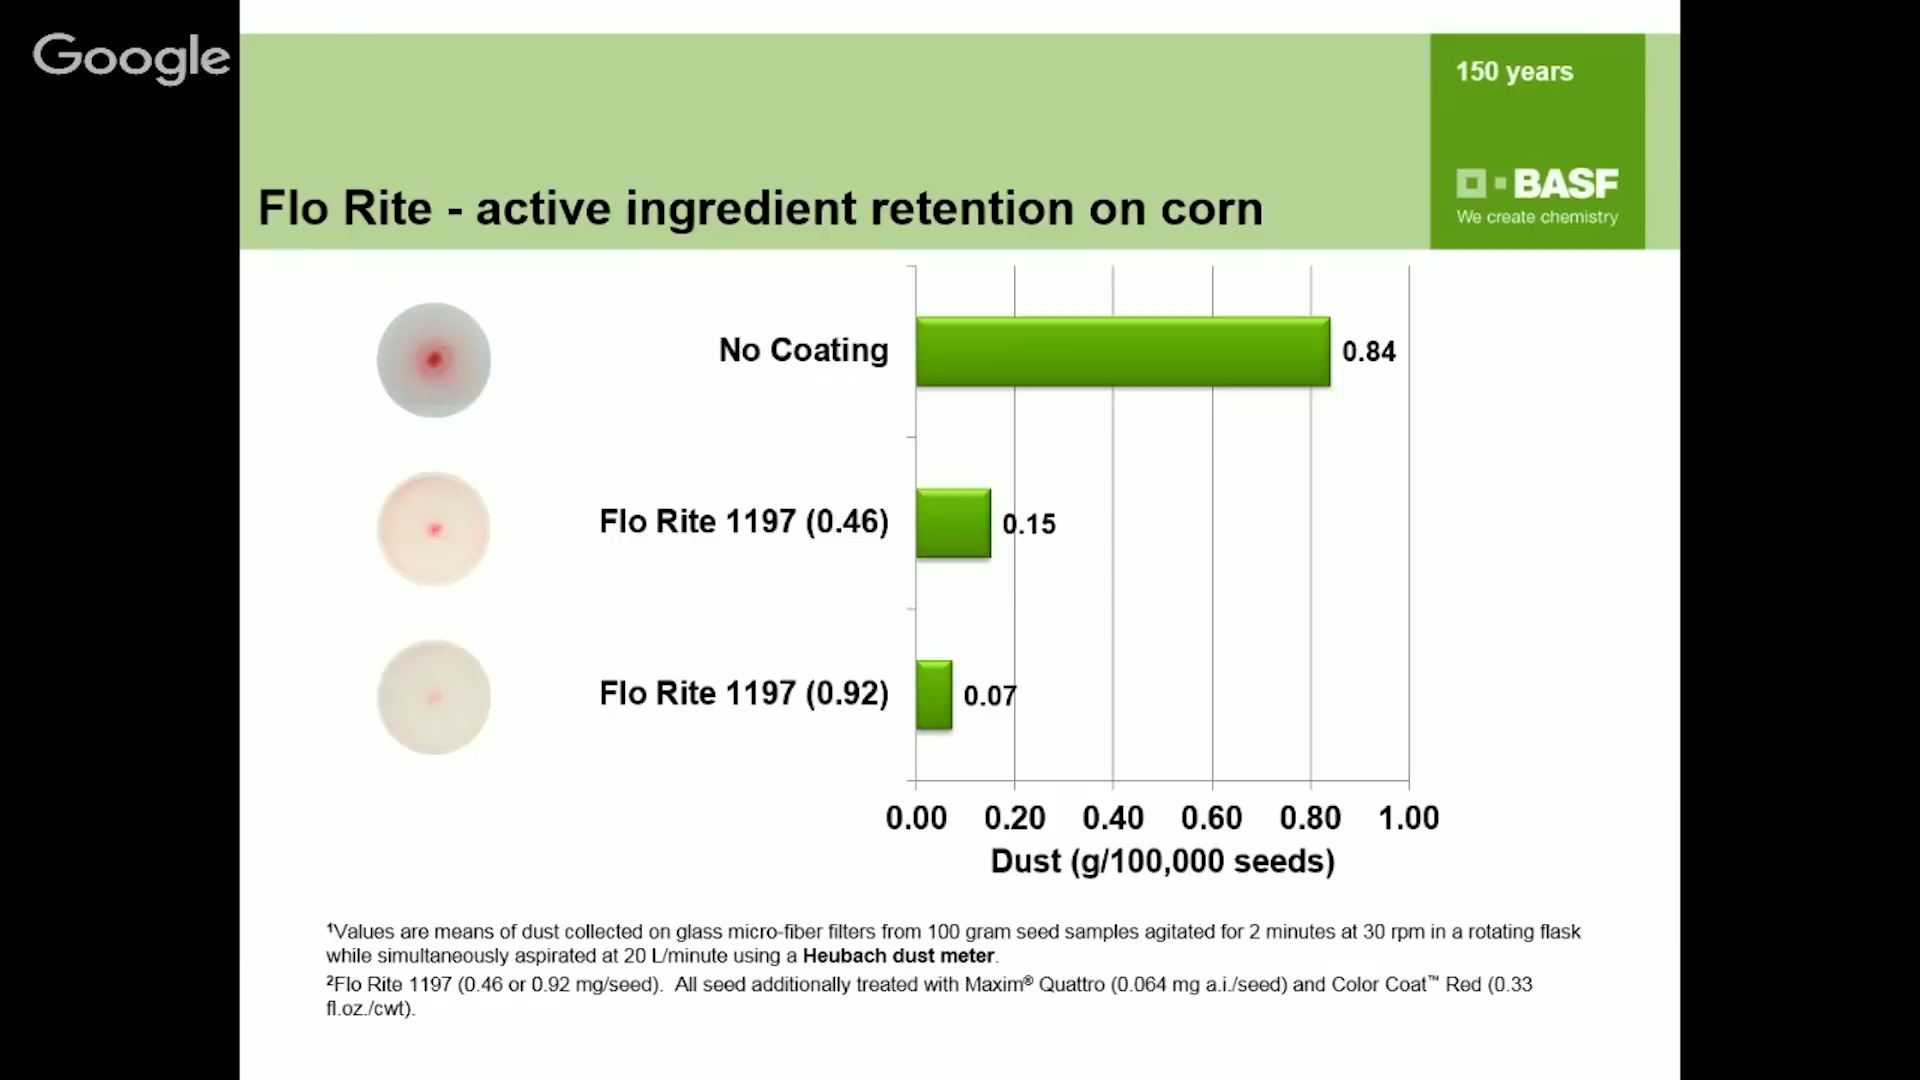 Google
150 years
BASF
We create chemistry
Flo Rite - active ingredient retention on corn
No Coating
0.84
Flo Rite 1197 (0.46)
0.15
Flo Rite 1197 (0.92)
0.07
0.00 0.20 0.40 0.60 0.80 1.00
Dust (g/100,000 seeds)
¹Values are means of dust collected on glass micro-fiber filters from 100 gram seed samples agitated for 2 minutes at 30 rpm in a rotating flask
while simultaneously aspirated at 20 L/minute using a Heubach dust meter.
²Flo Rite 1197 (0.46 or 0.92 mg/seed). All seed additionally treated with Maxim® Quattro (0.064 mg a.i./seed) and Color Coat™ Red (0.33
fl.oz./cwt).